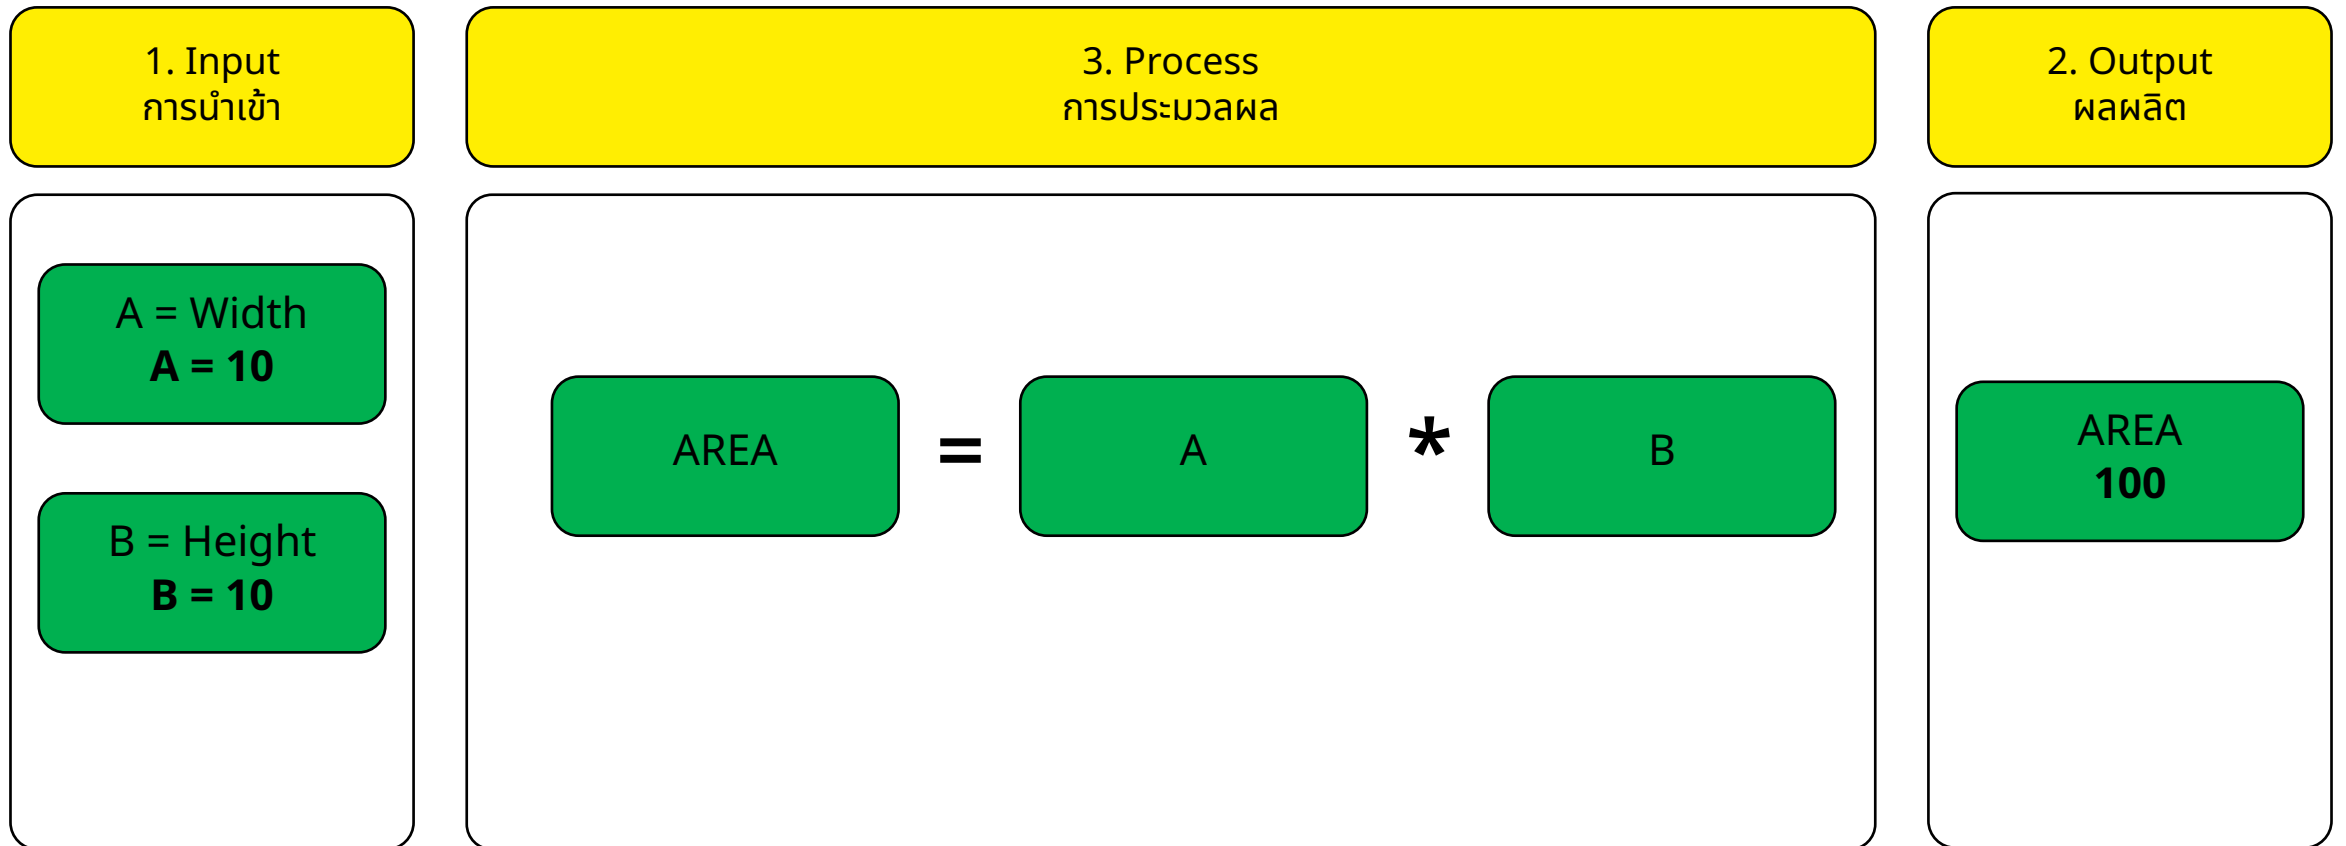 1. Input
การนำเข้า
3. Process
การประมวลผล
2. Output
ผลผลิต
A = Width
A = 10
B = Height
B = 10
AREA
=
A
*
B
AREA
100